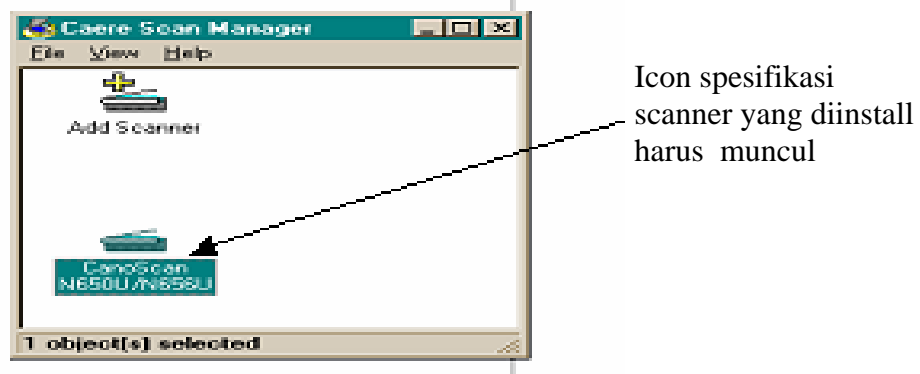 Caere Scan Manager
File View Help
Add Scanner
CanoScan
N650U/N656U
1 object(s) selected
Icon spesifikasi
scanner yang diinstall
harus muncul